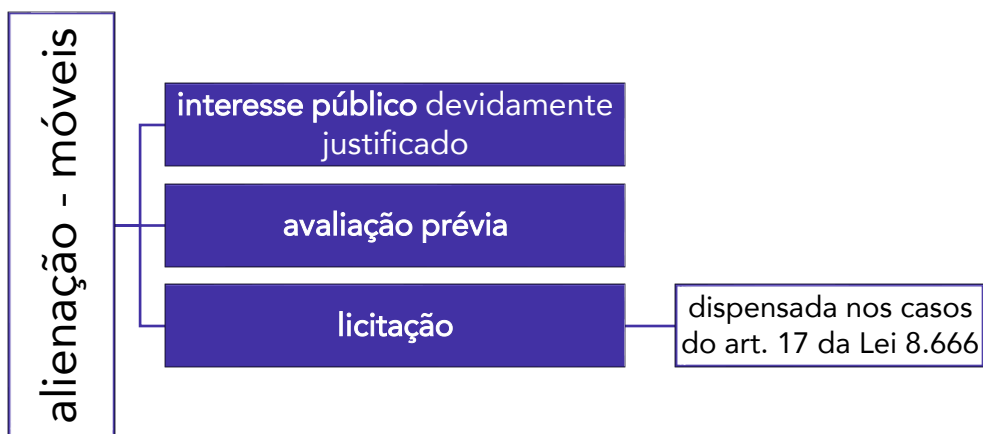 alienação - móveis
interesse público devidamente
justificado
avaliação prévia
licitação
dispensada nos casos
do art. 17 da Lei 8.666